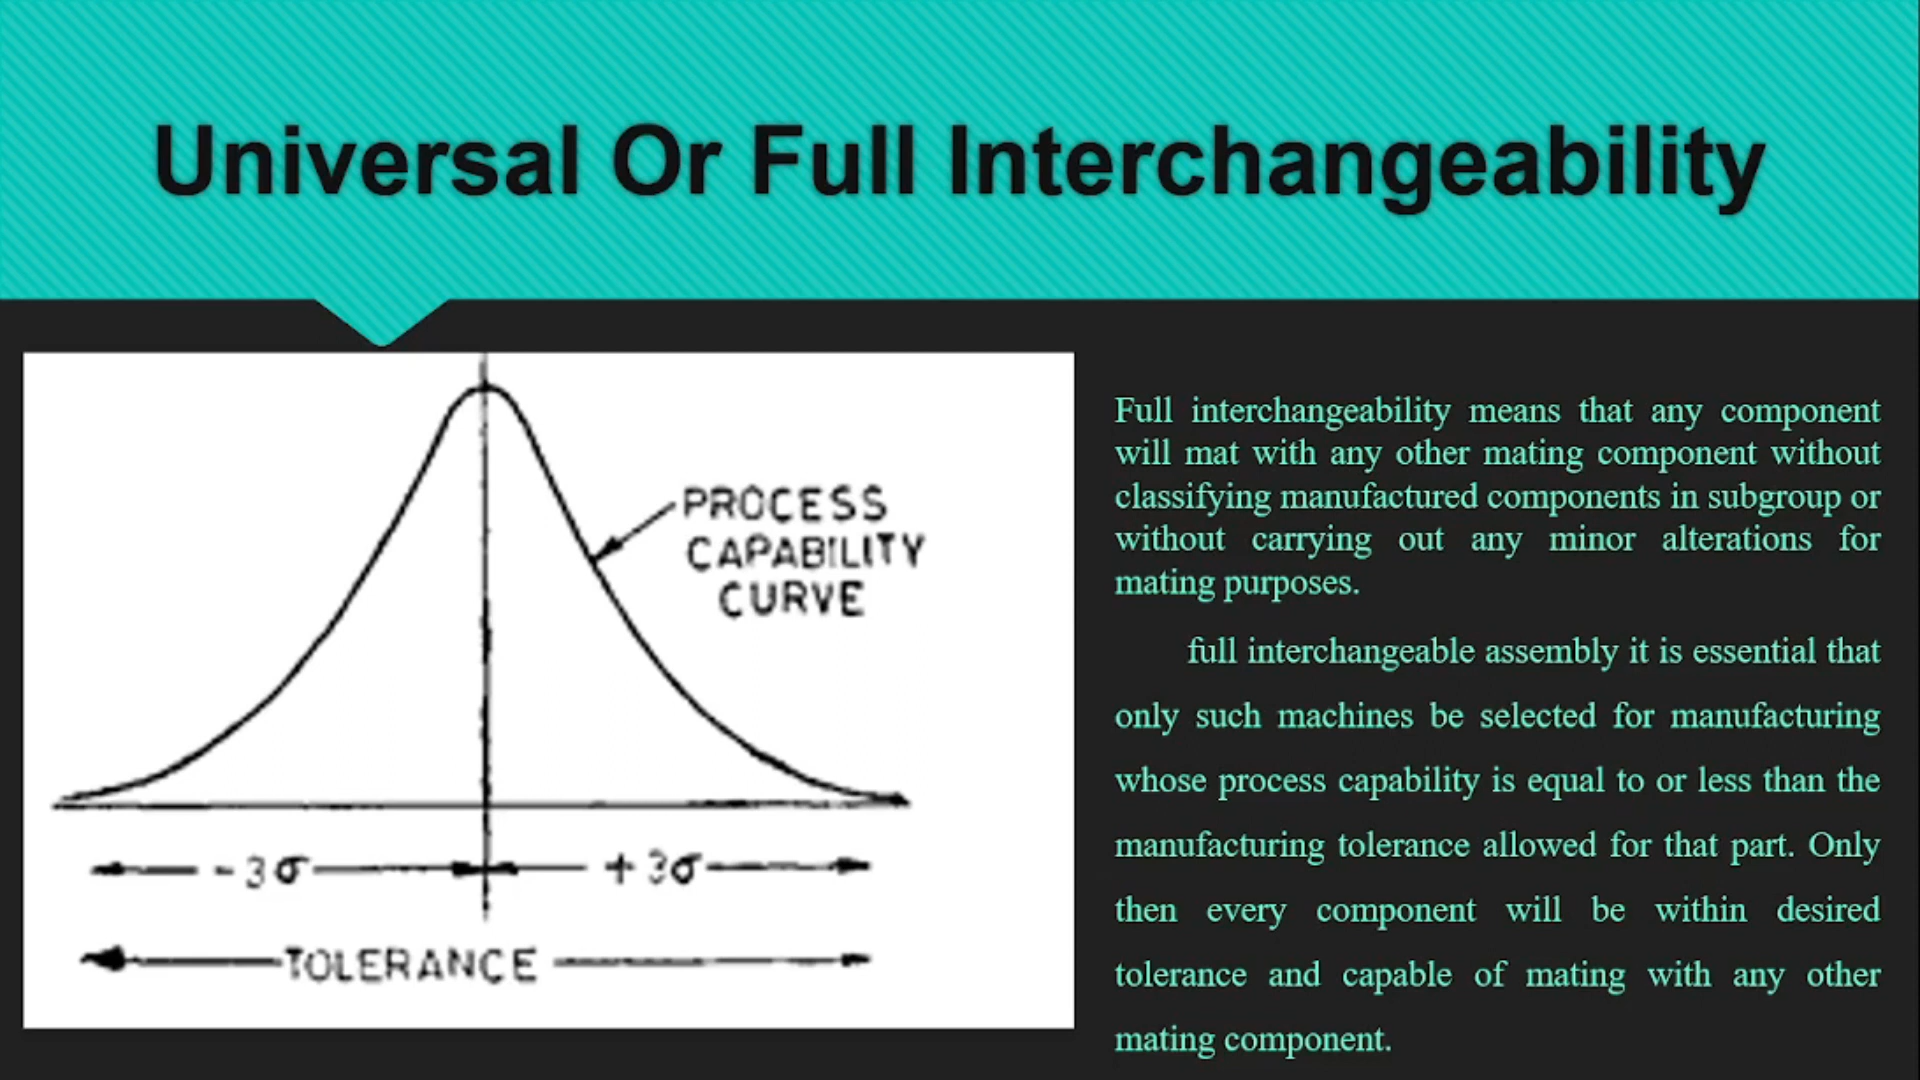 Universal Or Full Interchangeability
PROCESS
CAPABILITY
CURVE
-3σ
+3σ
TOLERANCE
Full interchangeability means that any component
will mat with any other mating component without
classifying manufactured components in subgroup or
without carrying out any minor alterations for
mating purposes.
full interchangeable assembly it is essential that
only such machines be selected for manufacturing
whose process capability is equal to or less than the
manufacturing tolerance allowed for that part. Only
then every component will be within desired
tolerance and capable of mating with any other
mating component.